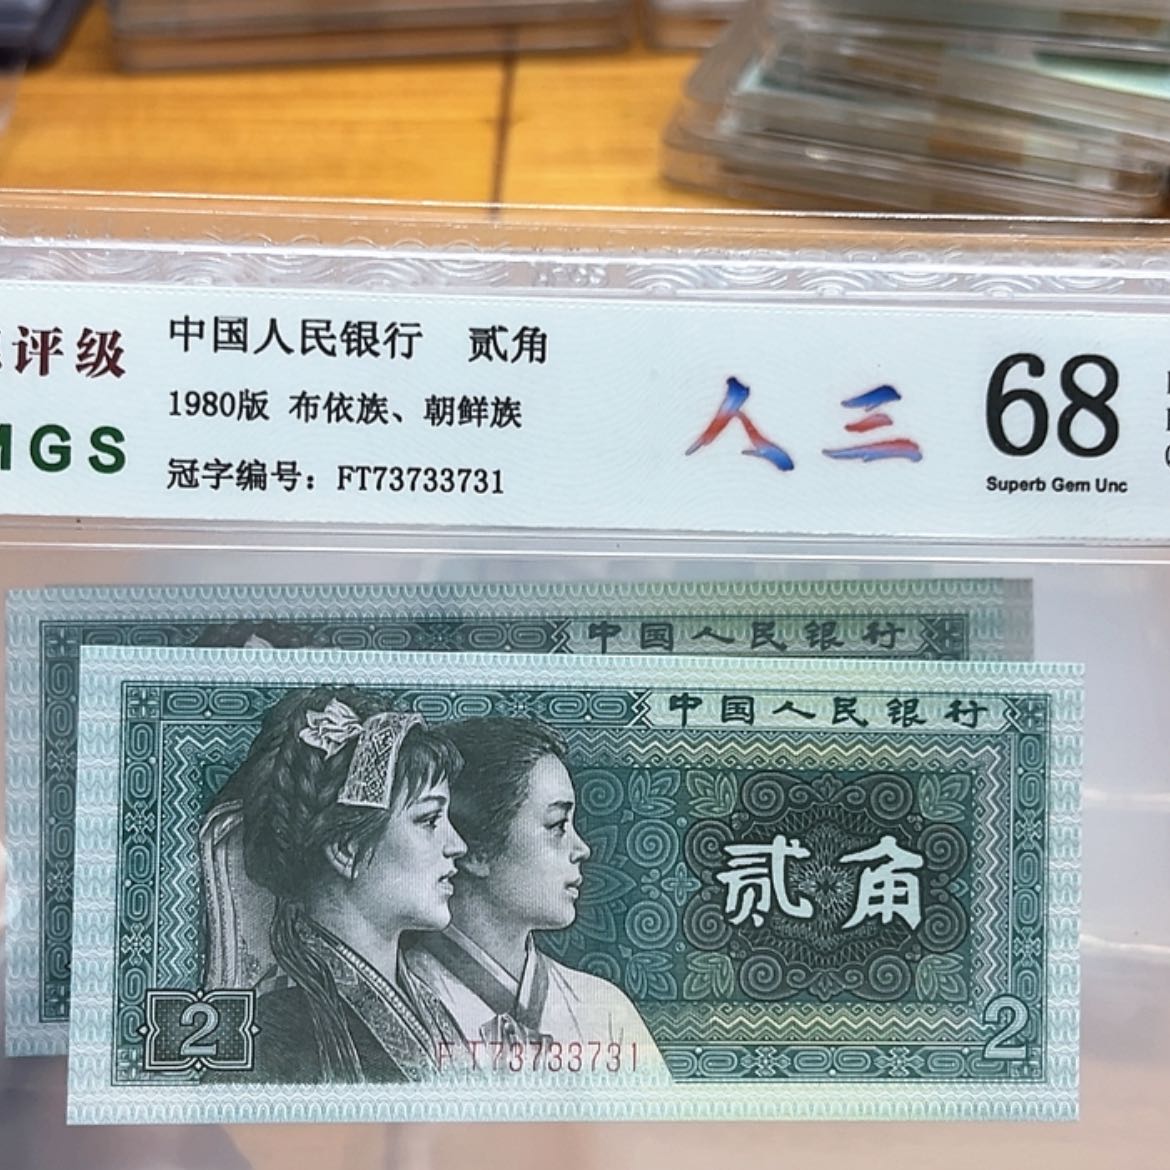 评级
MGS
中国人民银行 贰角
1980版 布依族、朝鲜族
冠字编号：FT73733731
人三
68
Superb Gem Unc
中国人民银行
中国人民银行
贰角
2
2
FT73733731